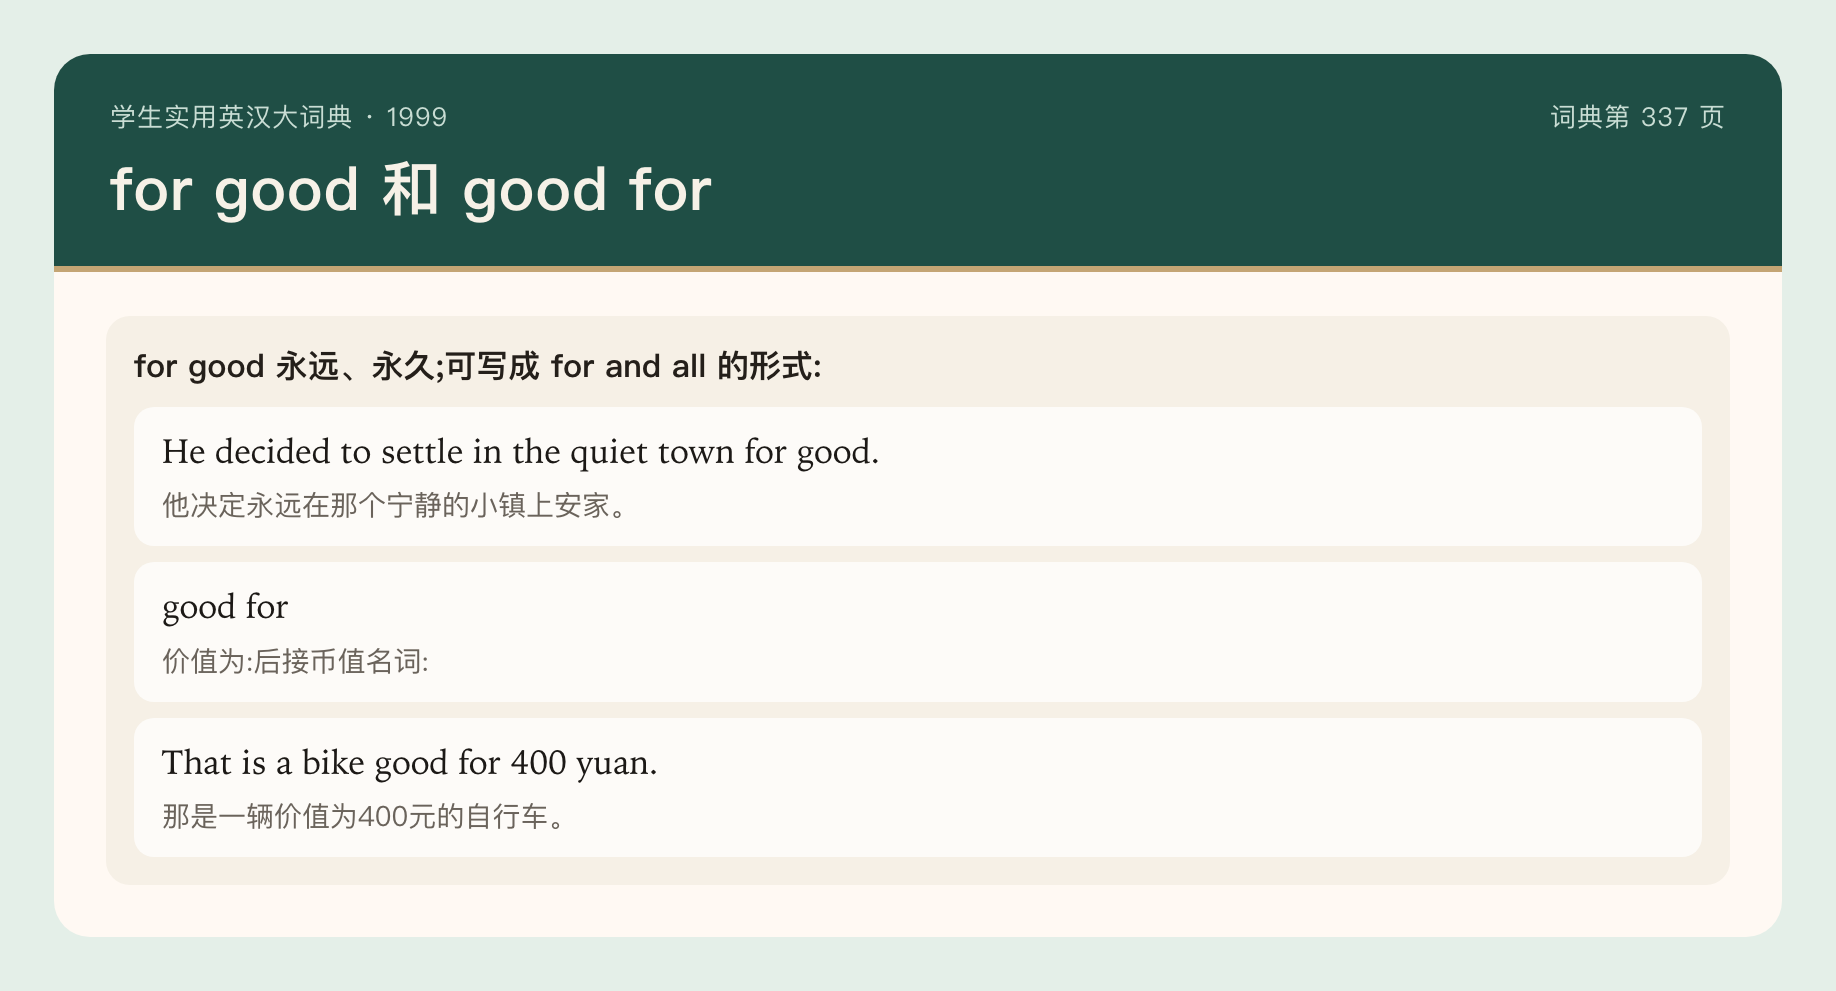 学生实用英汉大词典 · 1999
词典第 337 页
for good 和 good for
for good 永远、永久;可写成 for and all 的形式:
He decided to settle in the quiet town for good.
他决定永远在那个宁静的小镇上安家。
good for
价值为:后接币值名词:
That is a bike good for 400 yuan.
那是一辆价值为400元的自行车。